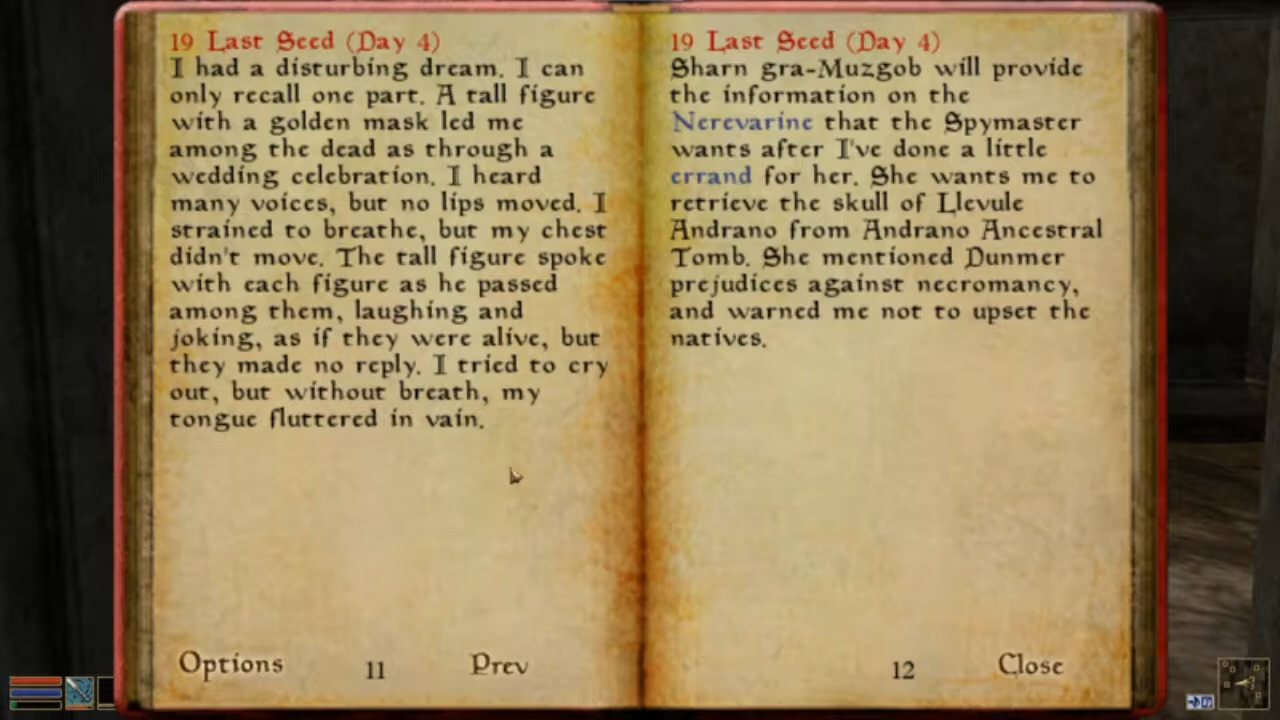 19 Last Seed (Day 4)
I had a disturbing dream. I can
only recall one part. A tall figure
with a golden mask led me
among the dead as through a
wedding celebration. I heard
many voices, but no lips moved. I
strained to breathe, but my chest
didn't move. The tall figure spoke
with each figure as he passed
among them, laughing and
joking, as if they were alive, but
they made no reply. I tried to cry
out, but without breath, my
tongue fluttered in vain.
Options
11
Prev
19 Last Seed (Day 4)
Sharn gra-Muzgob will provide
the information on the
Nerevarine that the Spymaster
wants after I've done a little
errand for her. She wants me to
retrieve the skull of Llevule
Andrano from Andrano Ancestral
Tomb. She mentioned Dunmer
prejudices against necromancy,
and warned me not to upset the
natives.
12
Close